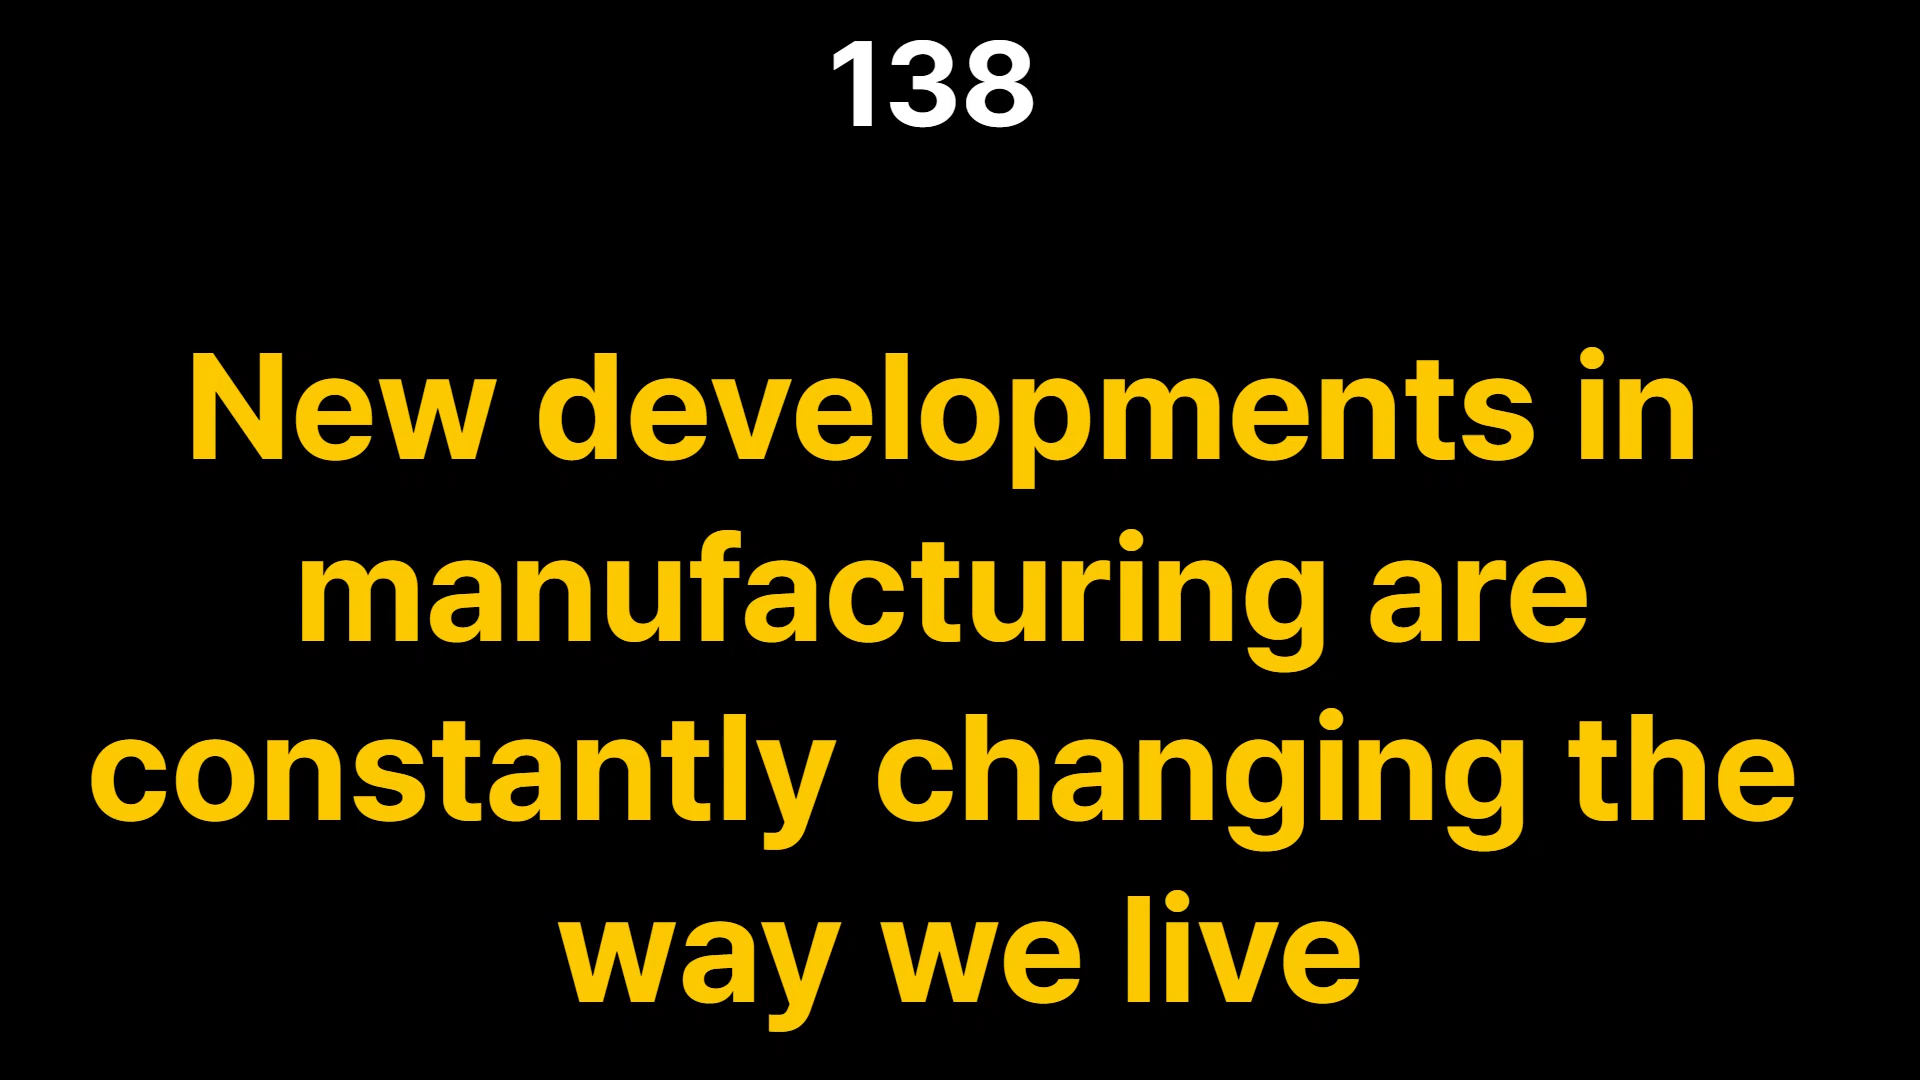 138
New developments in
manufacturing are
constantly changing the
way we live